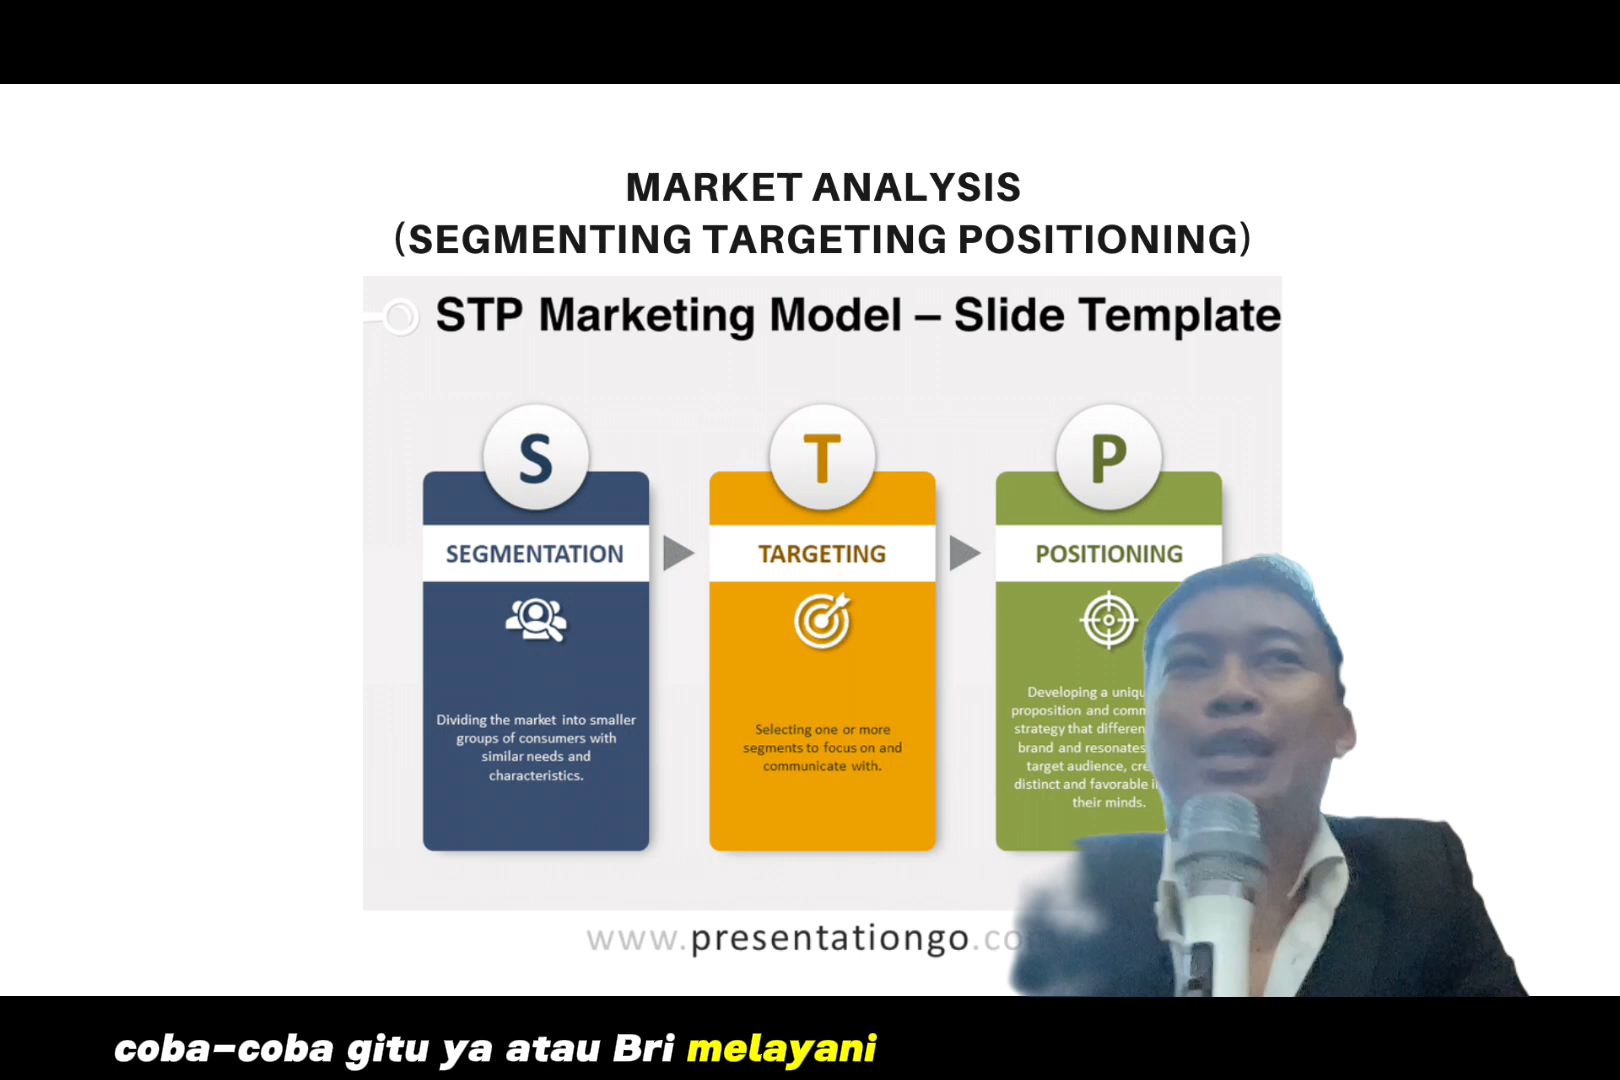 MARKET ANALYSIS
(SEGMENTING TARGETING POSITIONING)
STP Marketing Model – Slide Template
S
T
P
SEGMENTATION
TARGETING
POSITIONING
Dividing the market into smaller
groups of consumers with
similar needs and
characteristics.
Selecting one or more
segments to focus on and
communicate with.
Developing a
proposition and
strategy that
brand and resonates
target audience,
distinct and favorable
their minds.
www.presentationgo.co
coba-coba gitu ya atau Bri melayani